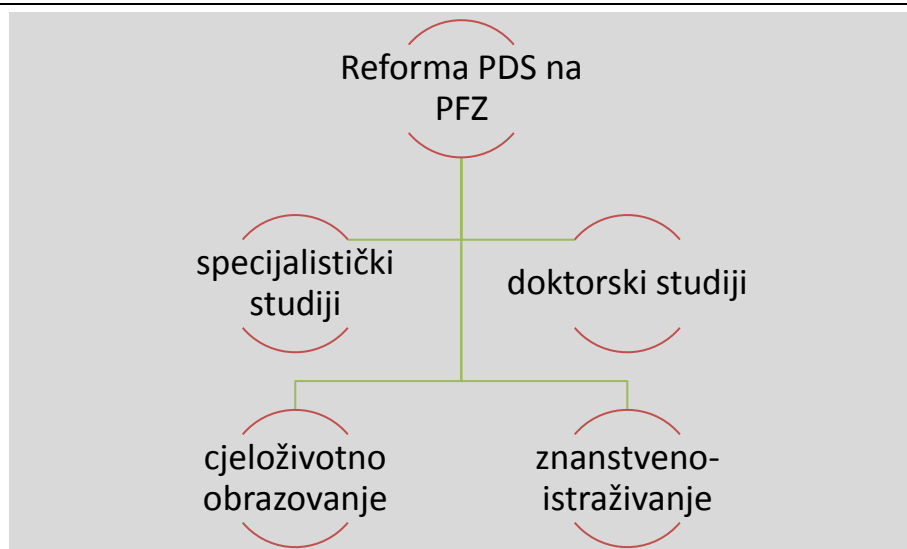 Reforma PDS na
PFZ
specijalistički
studiji
doktorski studiji
cjeloživotno
obrazovanje
znanstveno-
istraživanje